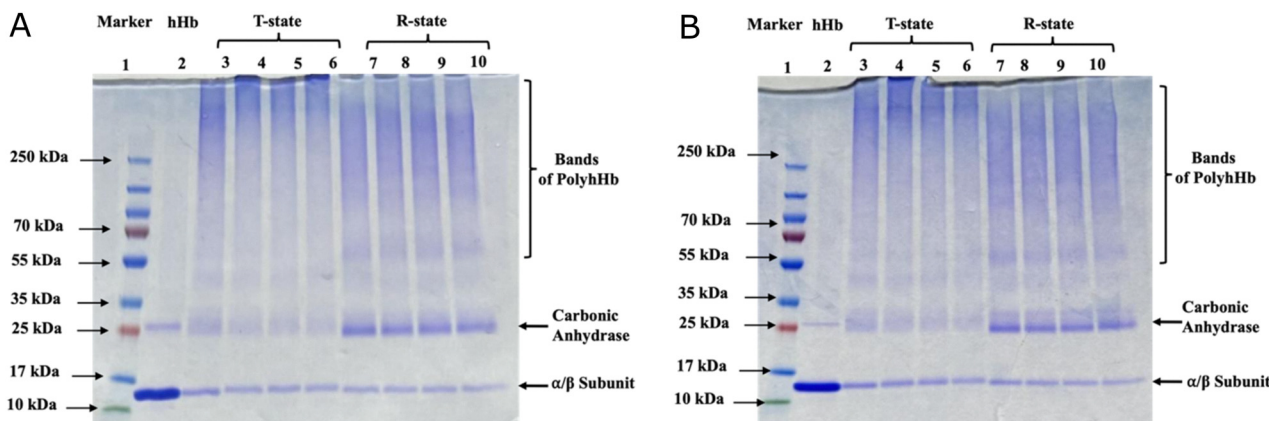 A
Marker hHb T-state R-state
1 2 3 4 5 6 7 8 9 10
250 kDa
70 kDa
55 kDa
35 kDa
25 kDa
17 kDa
10 kDa
Bands
of PolyhHb
Carbonic
Anhydrase
α/β Subunit
B
Marker hHb T-state R-state
1 2 3 4 5 6 7 8 9 10
250 kDa
70 kDa
55 kDa
35 kDa
25 kDa
17 kDa
10 kDa
Bands
of PolyhHb
Carbonic
Anhydrase
α/β Subunit